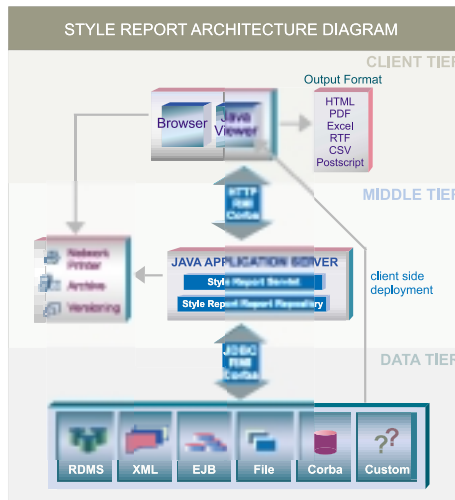 STYLE REPORT ARCHITECTURE DIAGRAM
CLIENT TIER
Output Format
HTML
PDF
Excel
RTF
CSV
Postscript
Browser
Java
Viewer
HTTP
RMI
Corba
MIDDLE TIER
Network
Printer
Archive
Versioning
JAVA APPLICATION SERVER
Style Report Servlet
Style Report Report Repository
client side
deployment
JDBC
RMI
Corba
DATA TIER
RDMS
XML
EJB
File
Corba
? ?
Custom